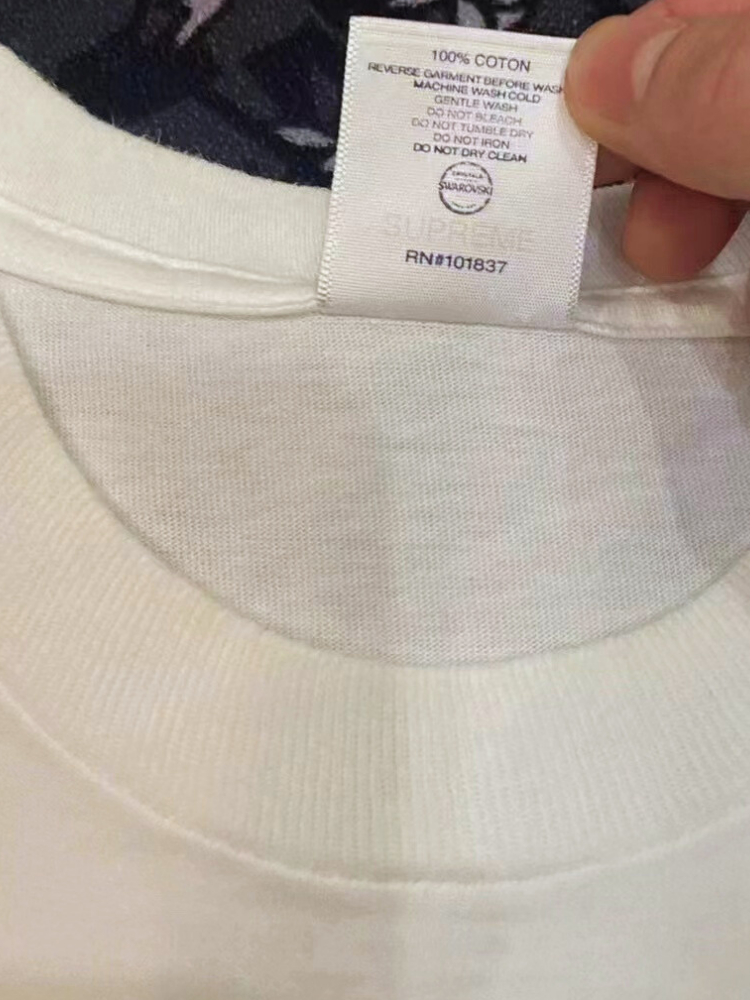 100% COTON
REVERSE GARMENT BEFORE WASH
MACHINE WASH COLD
GENTLE WASH
DO NOT BLEACH
DO NOT TUMBLE DRY
DO NOT IRON
DO NOT DRY CLEAN
CRYSTALS
SWAROVSKI
SUPREME
RN#101837